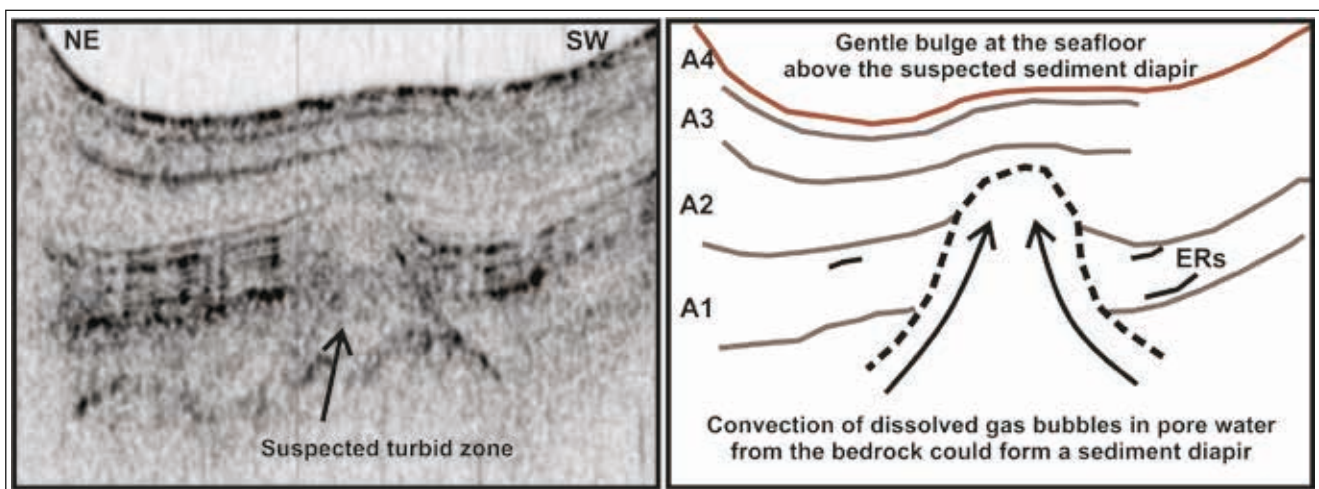 NE
SW
Suspected turbid zone
A4
Gentle bulge at the seafloor
above the suspected sediment diapir
A3
A2
ERs
A1
Convection of dissolved gas bubbles in pore water
from the bedrock could form a sediment diapir